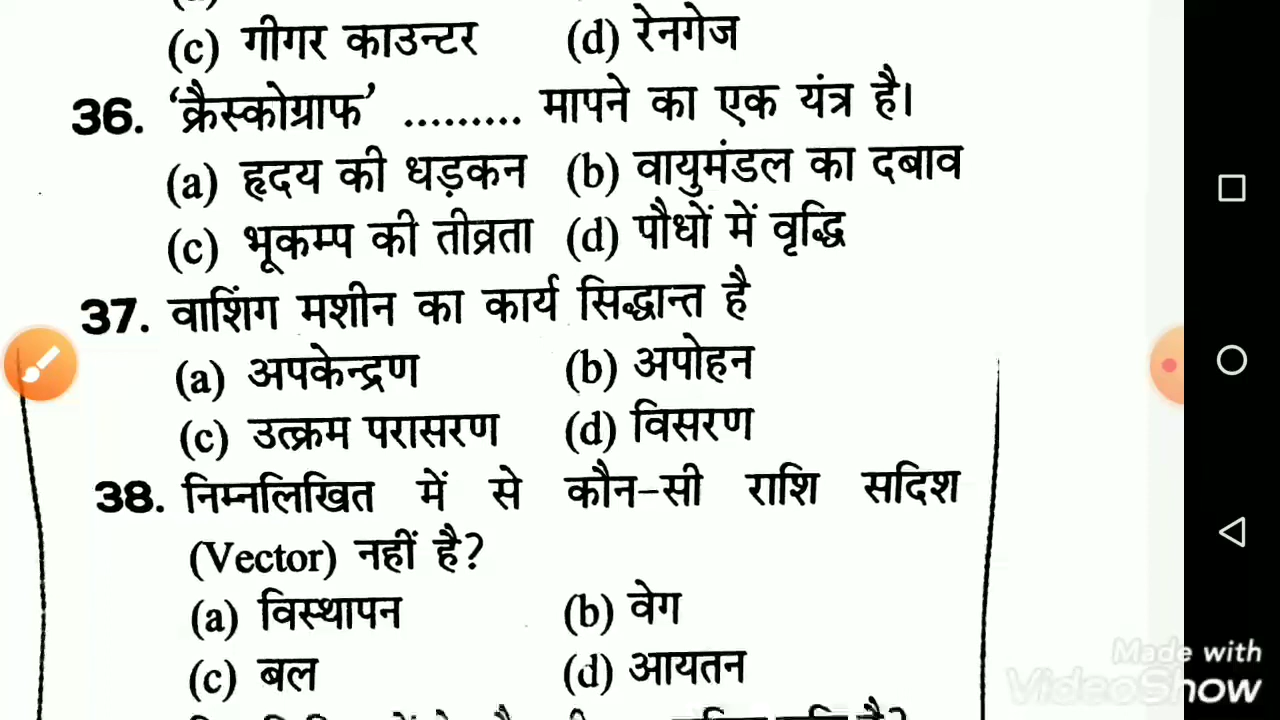 (c) गीगर काउन्टर (d) रेनगेज
36. 'क्रैस्कोग्राफ' ......... मापने का एक यंत्र है।
(a) हृदय की धड़कन (b) वायुमंडल का दबाव
(c) भूकम्प की तीव्रता (d) पौधों में वृद्धि
37. वाशिंग मशीन का कार्य सिद्धान्त है
(a) अपकेन्द्रण (b) अपोहन
(c) उत्क्रम परासरण (d) विसरण
38. निम्नलिखित में से कौन-सी राशि सदिश
(Vector) नहीं है?
(a) विस्थापन (b) वेग
(c) बल (d) आयतन
Made with
VideoShow